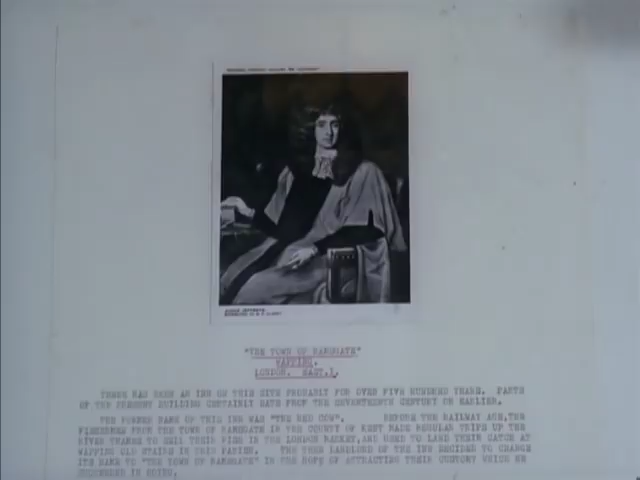 JUDGE JEFFREYS
"THE TOWN OF RAMSGATE"
WAPPING.
LONDON. EAST.1.
THERE HAS BEEN AN INN ON THIS SITE PROBABLY FOR OVER FIVE HUNDRED YEARS. PARTS
OF THE PRESENT BUILDING CERTAINLY DATE FROM THE SEVENTEENTH CENTURY OR EARLIER.
THE FORMER NAME OF THIS INN WAS "THE RED COW". BEFORE THE RAILWAY AGE, THE
FISHERMEN FROM THE TOWN OF RAMSGATE IN THE COUNTY OF KENT MADE REGULAR TRIPS UP THE
RIVER THAMES TO SELL THEIR FISH IN THE LONDON MARKET, AND USED TO LAND THEIR CATCH AT
WAPPING OLD STAIRS IN THIS PARISH. THE THEN LANDLORD OF THE INN DECIDED TO CHANGE
ITS NAME TO "THE TOWN OF RAMSGATE" IN THE HOPE OF ATTRACTING THEIR CUSTOM WHICH HE
SUCCEEDED IN DOING.